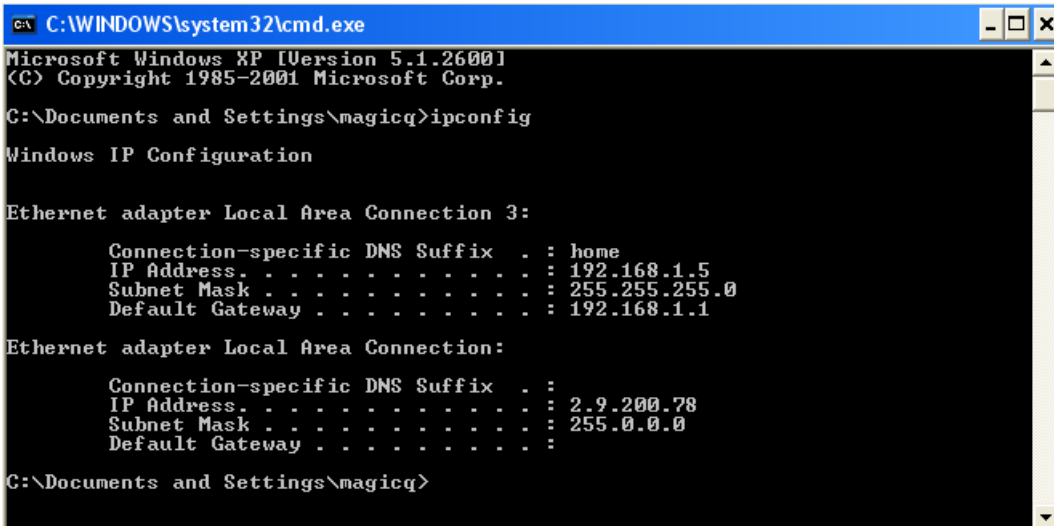 C:\WINDOWS\system32\cmd.exe
Microsoft Windows XP [Version 5.1.2600]
(C) Copyright 1985-2001 Microsoft Corp.
C:\Documents and Settings\magicq>ipconfig
Windows IP Configuration
Ethernet adapter Local Area Connection 3:
Connection-specific DNS Suffix . : home
IP Address. . . . . . . . . . . . : 192.168.1.5
Subnet Mask . . . . . . . . . . . : 255.255.255.0
Default Gateway . . . . . . . . . : 192.168.1.1
Ethernet adapter Local Area Connection:
Connection-specific DNS Suffix . :
IP Address. . . . . . . . . . . . : 2.9.200.78
Subnet Mask . . . . . . . . . . . : 255.0.0.0
Default Gateway . . . . . . . . . :
C:\Documents and Settings\magicq>